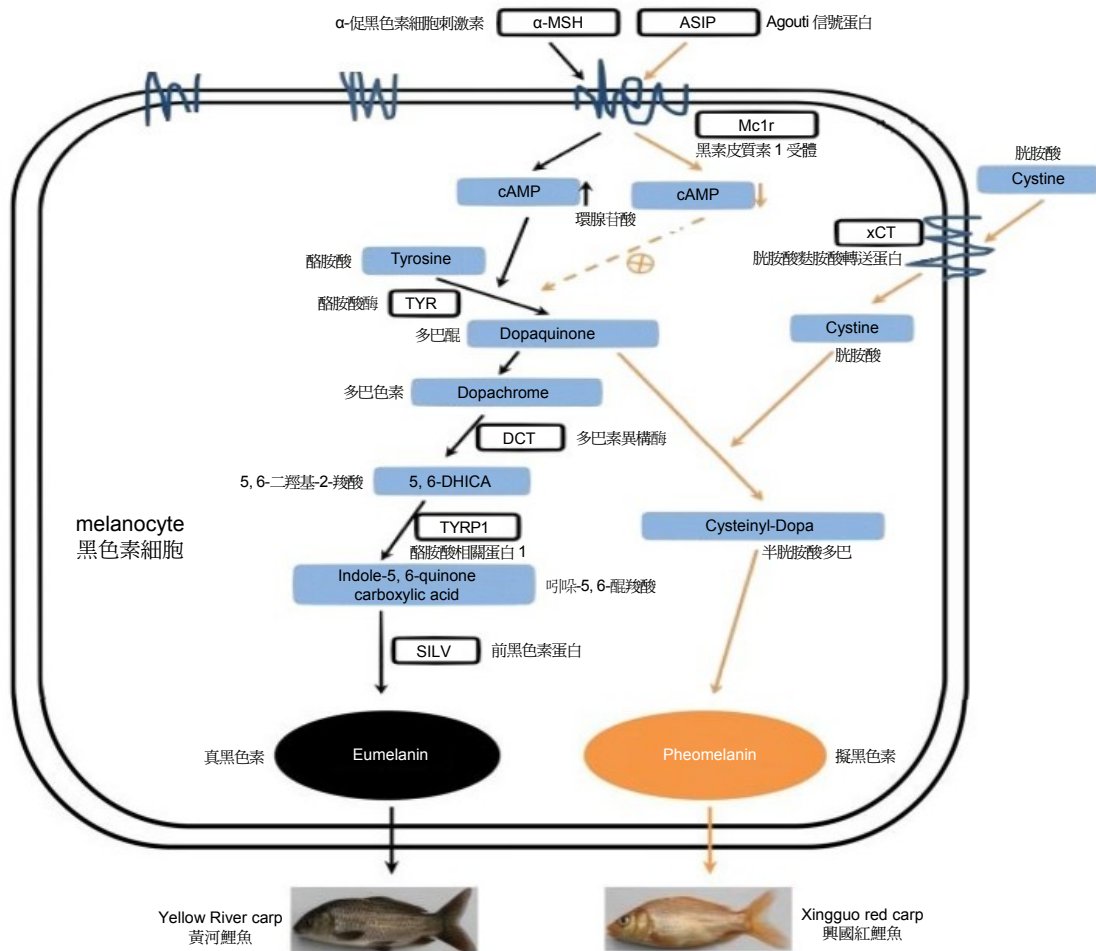 α-促黑色素細胞刺激素
α-MSH
ASIP
Agouti 信號蛋白
Mc1r
黑素皮質素 1 受體
胱胺酸
Cystine
cAMP
cAMP
環腺苷酸
xCT
胱胺酸麩胺酸轉送蛋白
酪胺酸
Tyrosine
酪胺酸酶
TYR
多巴醌
Dopaquinone
Cystine
胱胺酸
多巴色素
Dopachrome
DCT
多巴素異構酶
5, 6-二羥基-2-羧酸
5, 6-DHICA
melanocyte
黑色素細胞
TYRP1
酪胺酸相關蛋白 1
Cysteinyl-Dopa
半胱胺酸多巴
Indole-5, 6-quinone
carboxylic acid
吲哚-5, 6-醌羧酸
SILV
前黑色素蛋白
真黑色素
Eumelanin
Pheomelanin
擬黑色素
Yellow River carp
黃河鯉魚
Xingguo red carp
興國紅鯉魚